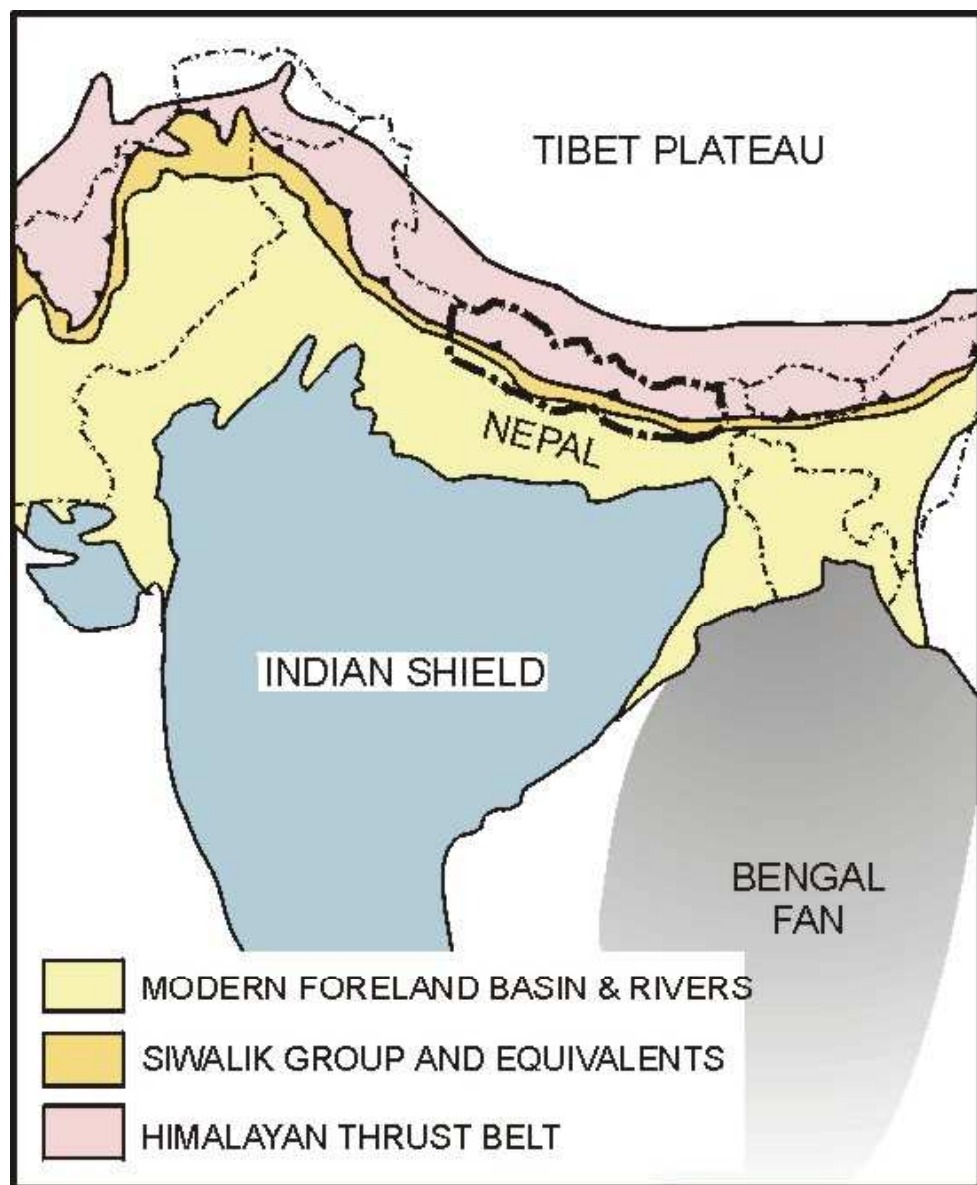 TIBET PLATEAU
NEPAL
INDIAN SHIELD
BENGAL
FAN
MODERN FORELAND BASIN & RIVERS
SIWALIK GROUP AND EQUIVALENTS
HIMALAYAN THRUST BELT